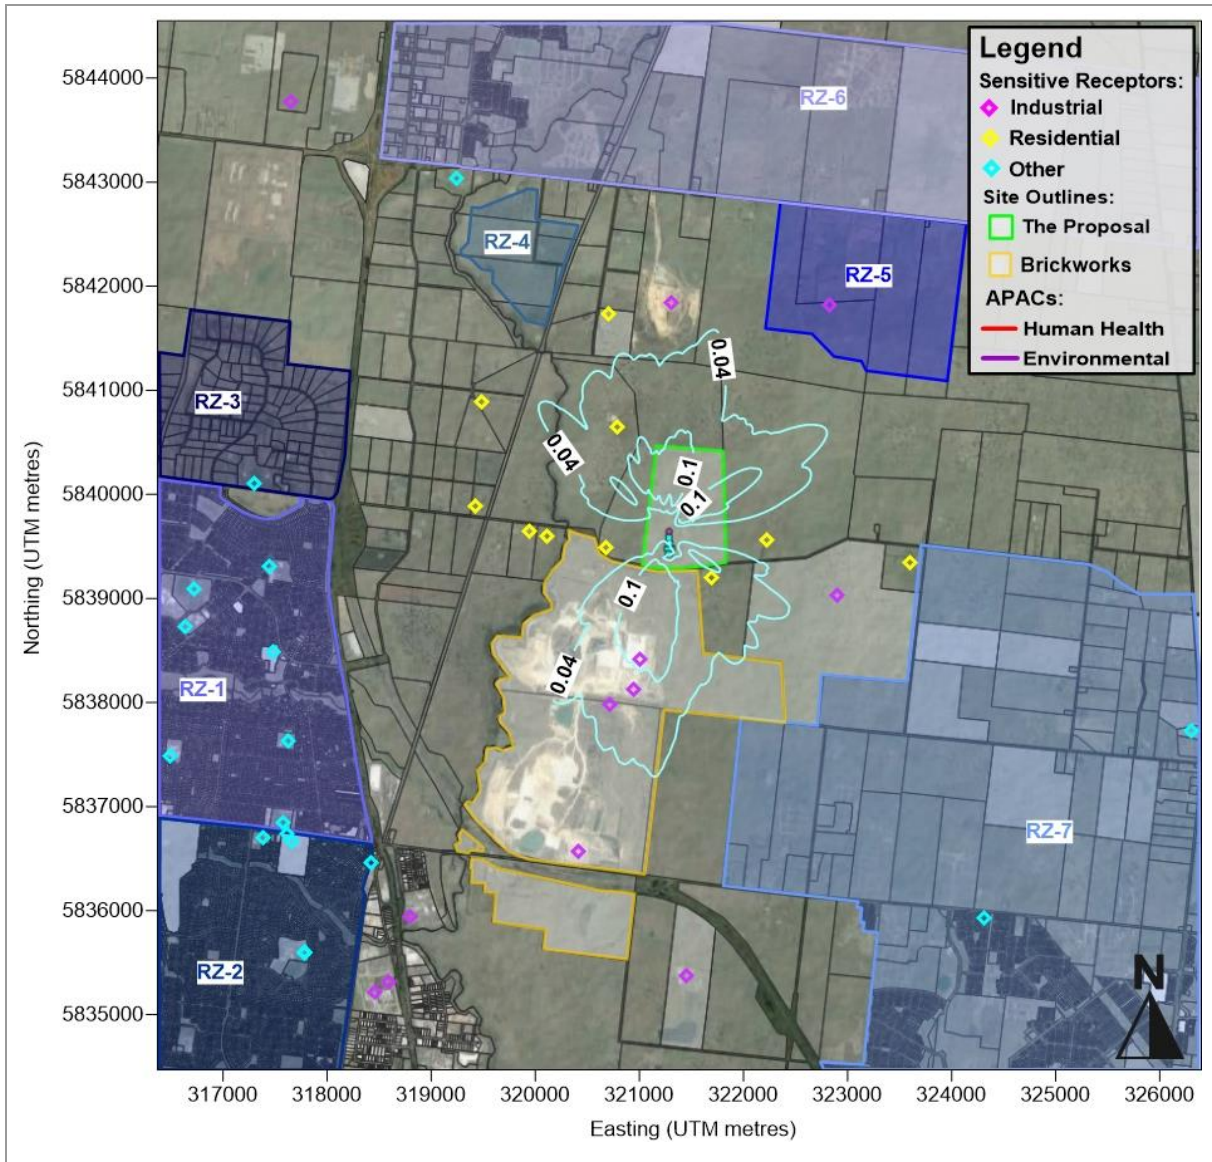 Legend
Sensitive Receptors:
Industrial
Residential
Other
Site Outlines:
The Proposal
Brickworks
APACs:
Human Health
Environmental
5844000
5843000
5842000
5841000
5840000
5839000
5838000
5837000
5836000
5835000
Northing (UTM metres)
RZ-6
RZ-4
RZ-5
0.04
RZ-3
0.04
0.1
0.1
0.1
0.04
RZ-1
RZ-7
RZ-2
N
317000 318000 319000 320000 321000 322000 323000 324000 325000 326000
Easting (UTM metres)